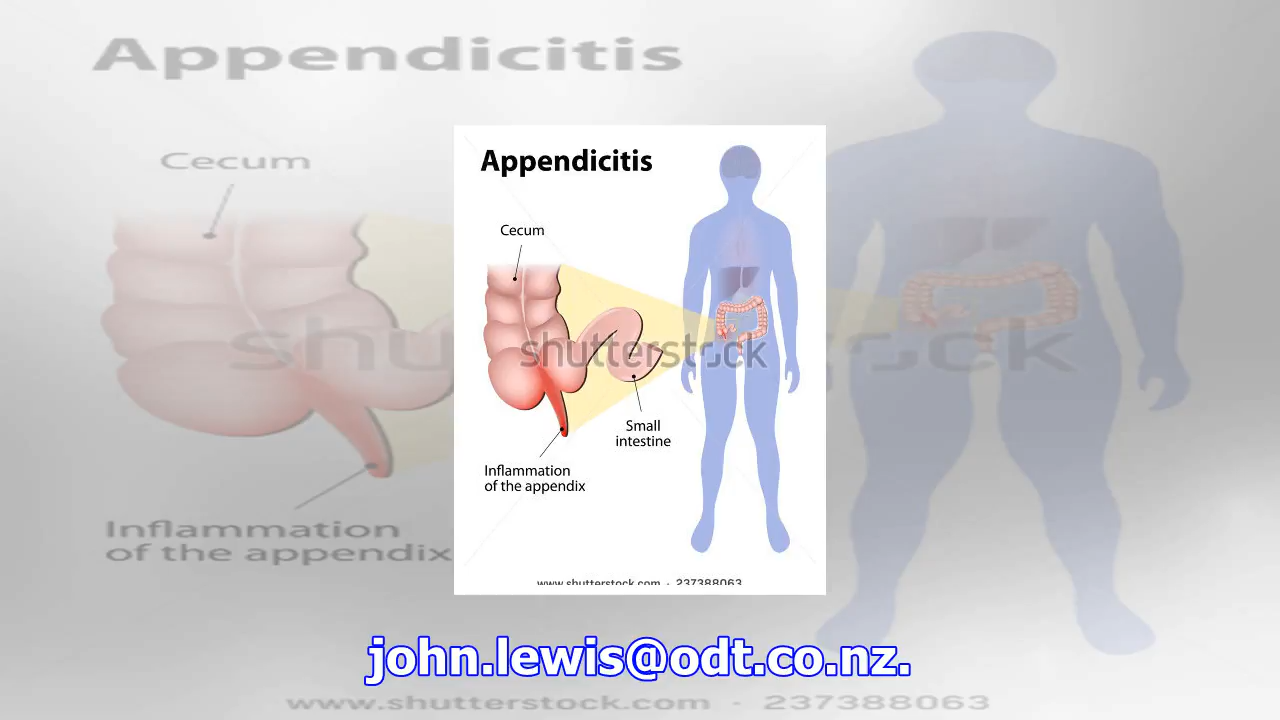 Appendicitis
Cecum
Inflammation
of the appendix
shutterstock
www.shutterstock.com · 237388063
Appendicitis
Cecum
shutterstock
Small
intestine
Inflammation
of the appendix
www.shutterstock.com · 237388063
john.lewis@odt.co.nz.